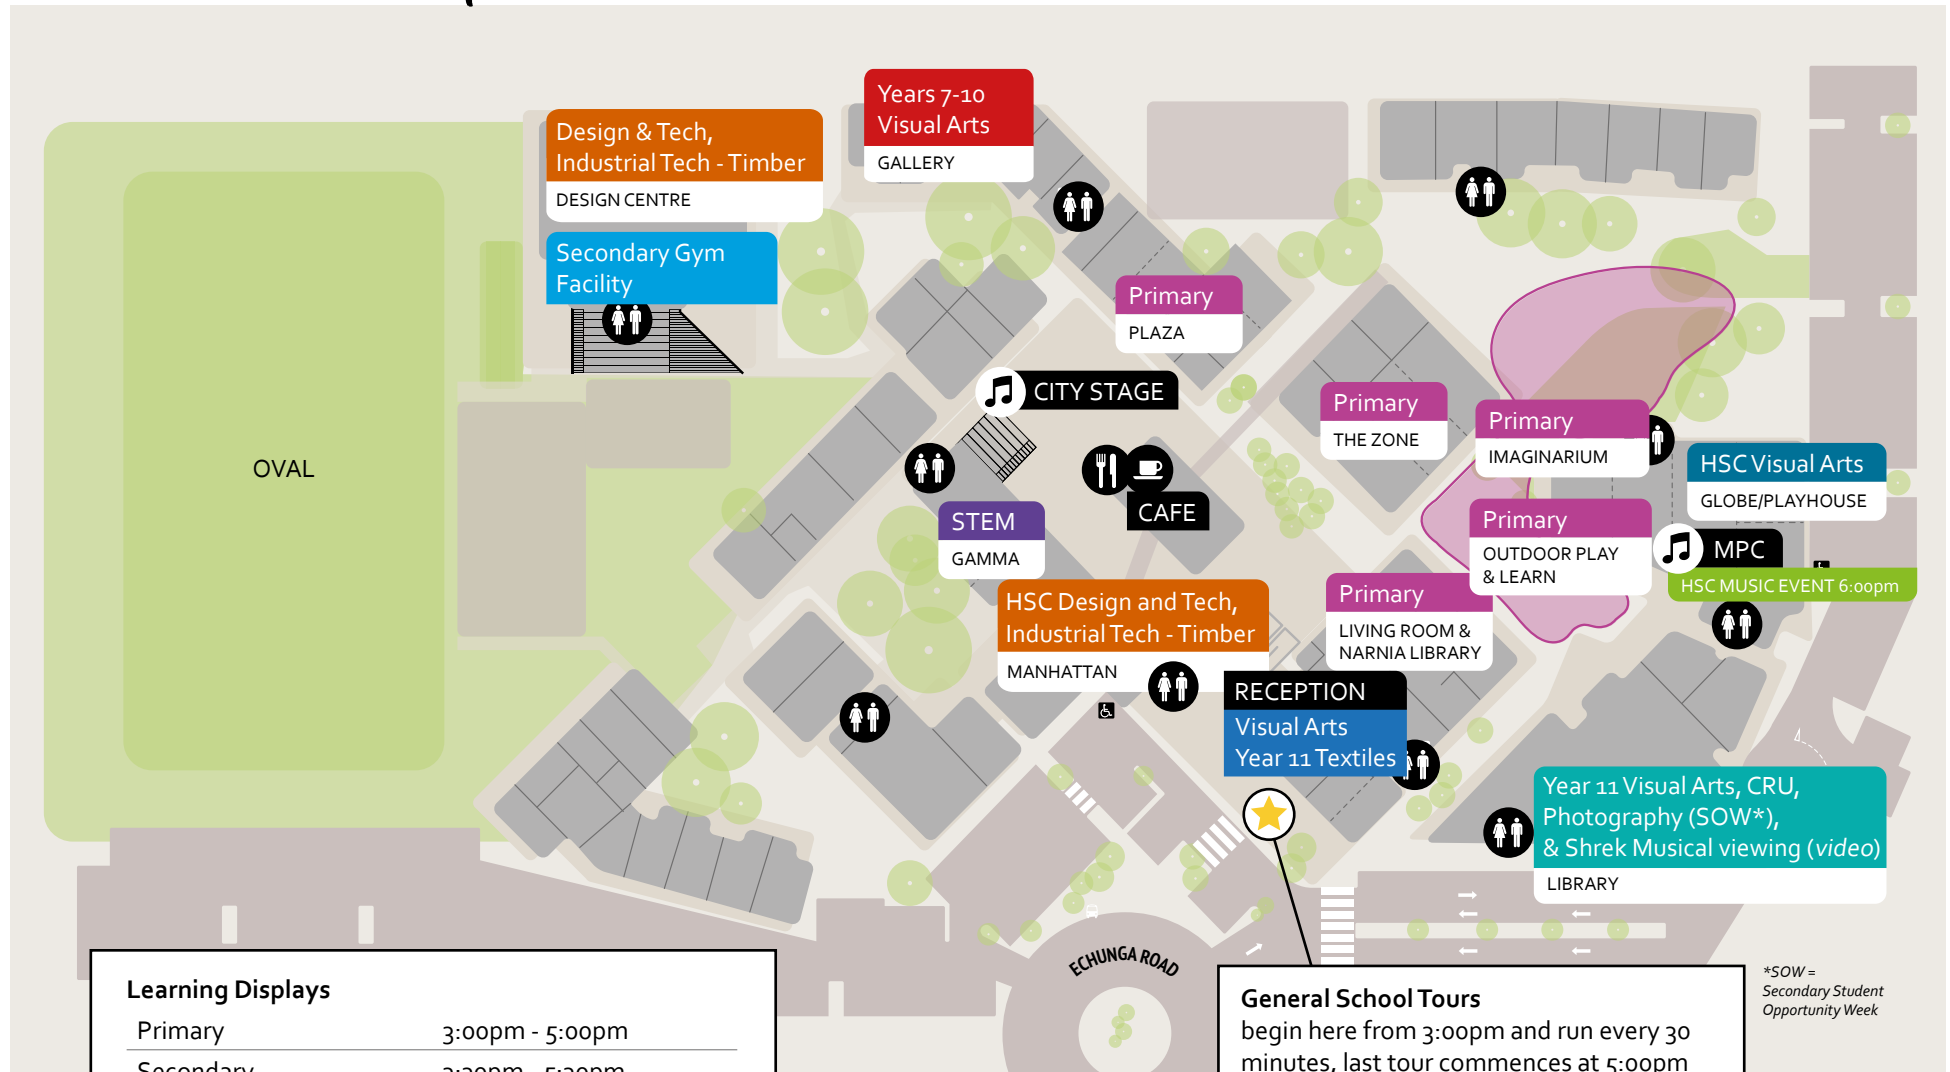 Years 7-10
Visual Arts
GALLERY
Design & Tech,
Industrial Tech - Timber
DESIGN CENTRE
Secondary Gym
Facility
Primary
PLAZA
CITY STAGE
Primary
THE ZONE
Primary
IMAGINARIUM
HSC Visual Arts
GLOBE/PLAYHOUSE
OVAL
CAFE
STEM
GAMMA
Primary
OUTDOOR PLAY
& LEARN
MPC
HSC MUSIC EVENT 6:00pm
HSC Design and Tech,
Industrial Tech - Timber
MANHATTAN
Primary
LIVING ROOM &
NARNIA LIBRARY
RECEPTION
Visual Arts
Year 11 Textiles
Year 11 Visual Arts, CRU,
Photography (SOW*),
& Shrek Musical viewing (video)
LIBRARY
ECHUNGA ROAD
*SOW =
Secondary Student
Opportunity Week
Learning Displays
Primary 3:00pm - 5:00pm
Secondary 3:30pm - 5:30pm
General School Tours
begin here from 3:00pm and run every 30
minutes, last tour commences at 5:00pm